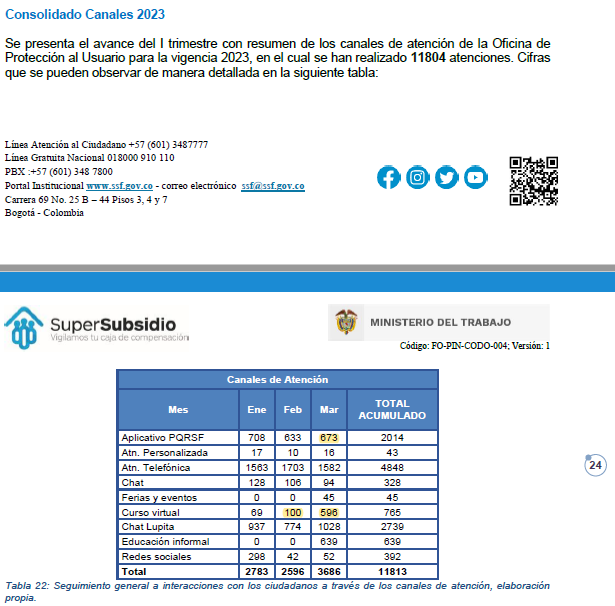 Consolidado Canales 2023
Se presenta el avance del I trimestre con resumen de los canales de atención de la Oficina de
Protección al Usuario para la vigencia 2023, en el cual se han realizado 11804 atenciones. Cifras
que se pueden observar de manera detallada en la siguiente tabla:
Línea Atención al Ciudadano +57 (601) 3487777
Línea Gratuita Nacional 018000 910 110
PBX :+57 (601) 348 7800
Portal Institucional www.ssf.gov.co - correo electrónico ssf@ssf.gov.co
Carrera 69 No. 25 B – 44 Pisos 3, 4 y 7
Bogotá - Colombia
SuperSubsidio
Vigilamos tu caja de compensación
MINISTERIO DEL TRABAJO
Código: FO-PIN-CODO-004; Versión: 1
Canales de Atención
Mes Ene Feb Mar TOTAL ACUMULADO
Aplicativo PQRSF 708 633 673 2014
Atn. Personalizada 17 10 16 43
Atn. Telefónica 1563 1703 1582 4848
Chat 128 106 94 328
Ferias y eventos 0 0 45 45
Curso virtual 69 100 596 765
Chat Lupita 937 774 1028 2739
Educación informal 0 0 639 639
Redes sociales 298 42 52 392
Total 2783 2596 3686 11813
24
Tabla 22: Seguimiento general a interacciones con los ciudadanos a través de los canales de atención, elaboración
propia.